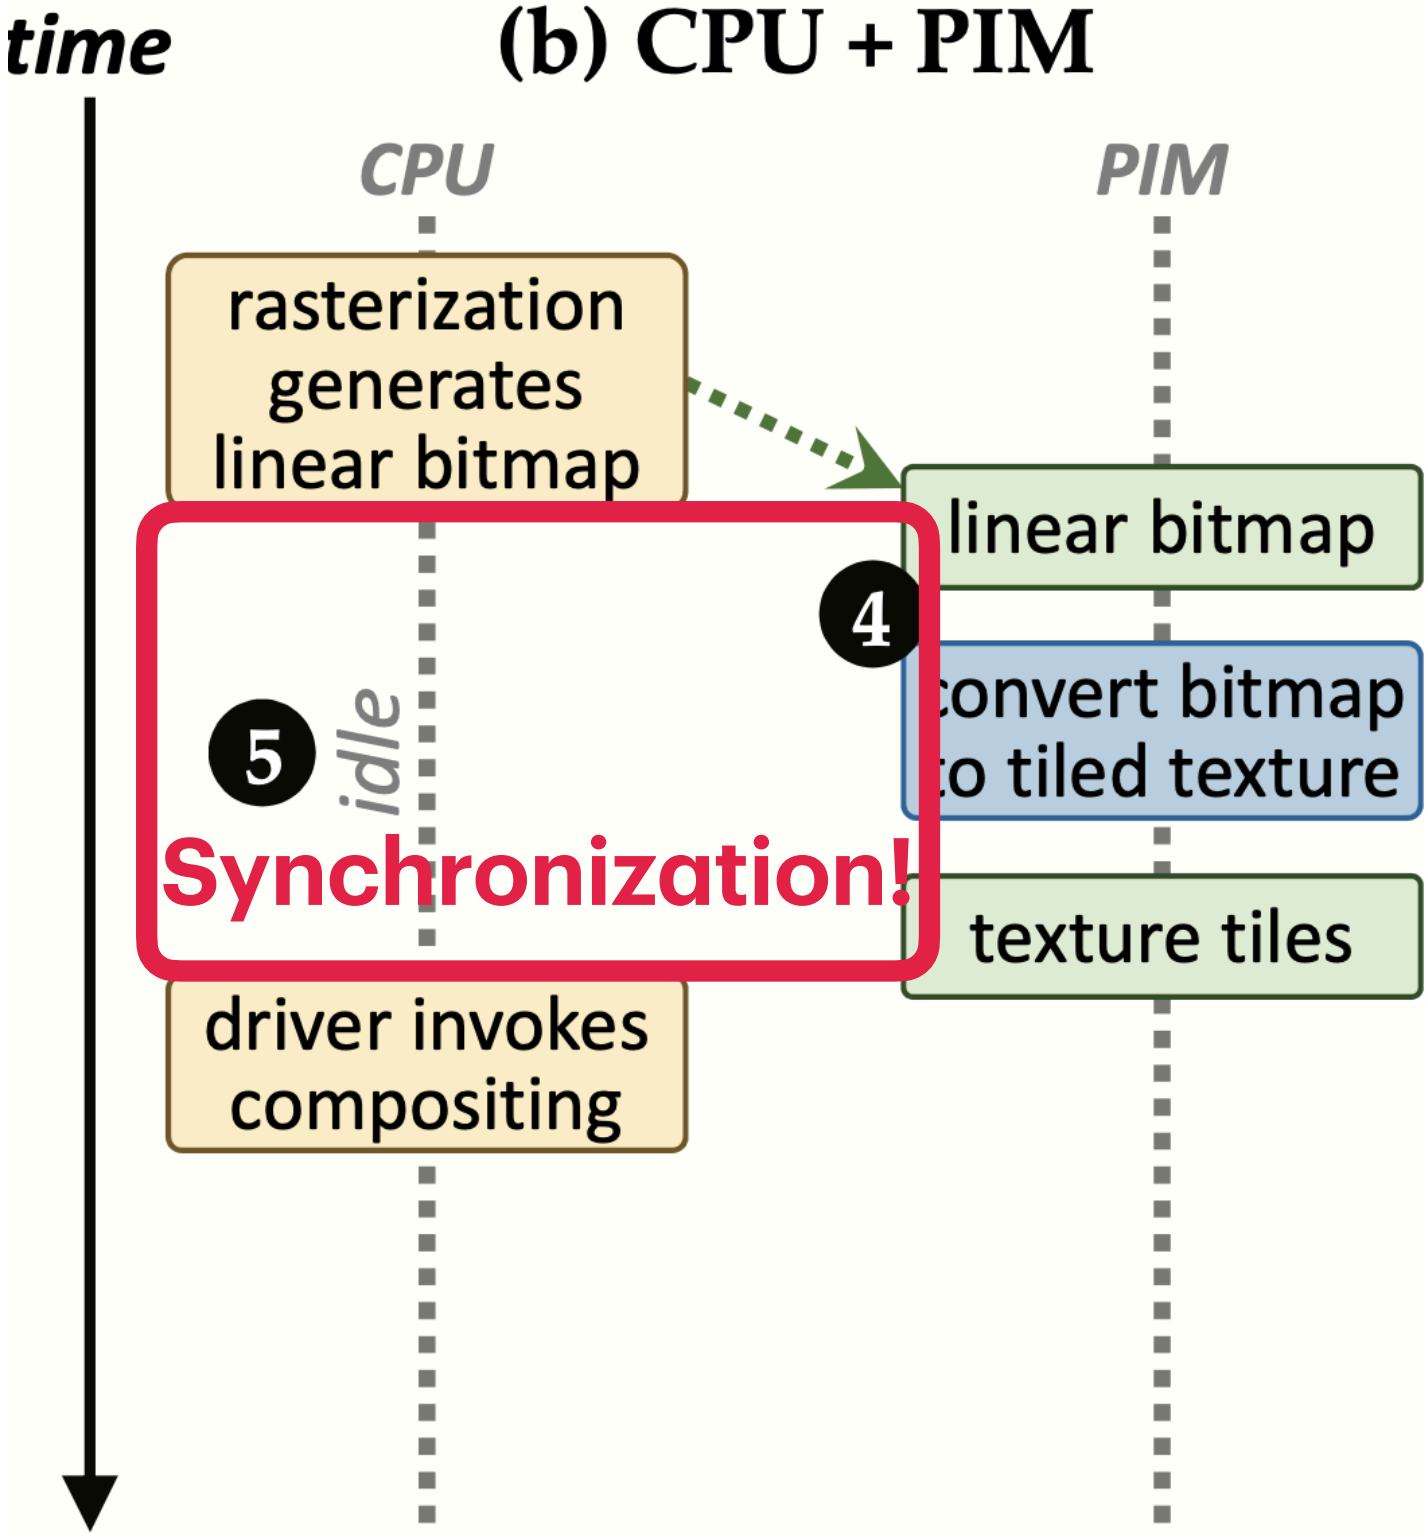 time
(b) CPU + PIM
CPU
PIM
rasterization
generates
linear bitmap
linear bitmap
4
convert bitmap
to tiled texture
5
idle
Synchronization!
texture tiles
driver invokes
compositing